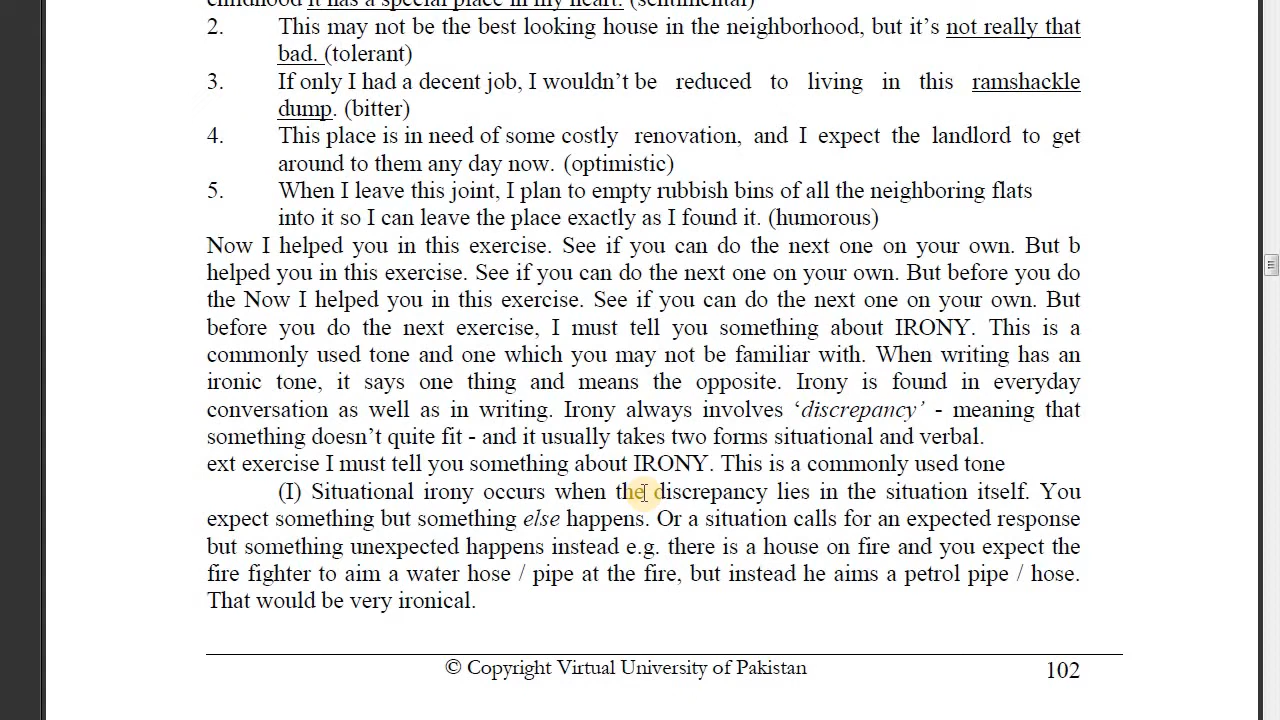 childhood it has a special place in my heart. (sentimental)
2. This may not be the best looking house in the neighborhood, but it's not really that
bad. (tolerant)
3. If only I had a decent job, I wouldn't be reduced to living in this ramshackle
dump. (bitter)
4. This place is in need of some costly renovation, and I expect the landlord to get
around to them any day now. (optimistic)
5. When I leave this joint, I plan to empty rubbish bins of all the neighboring flats
into it so I can leave the place exactly as I found it. (humorous)
Now I helped you in this exercise. See if you can do the next one on your own. But b
helped you in this exercise. See if you can do the next one on your own. But before you do
the Now I helped you in this exercise. See if you can do the next one on your own. But
before you do the next exercise, I must tell you something about IRONY. This is a
commonly used tone and one which you may not be familiar with. When writing has an
ironic tone, it says one thing and means the opposite. Irony is found in everyday
conversation as well as in writing. Irony always involves ‘discrepancy’ - meaning that
something doesn't quite fit - and it usually takes two forms situational and verbal.
ext exercise I must tell you something about IRONY. This is a commonly used tone
(I) Situational irony occurs when the discrepancy lies in the situation itself. You
expect something but something else happens. Or a situation calls for an expected response
but something unexpected happens instead e.g. there is a house on fire and you expect the
fire fighter to aim a water hose / pipe at the fire, but instead he aims a petrol pipe / hose.
That would be very ironical.
© Copyright Virtual University of Pakistan 102